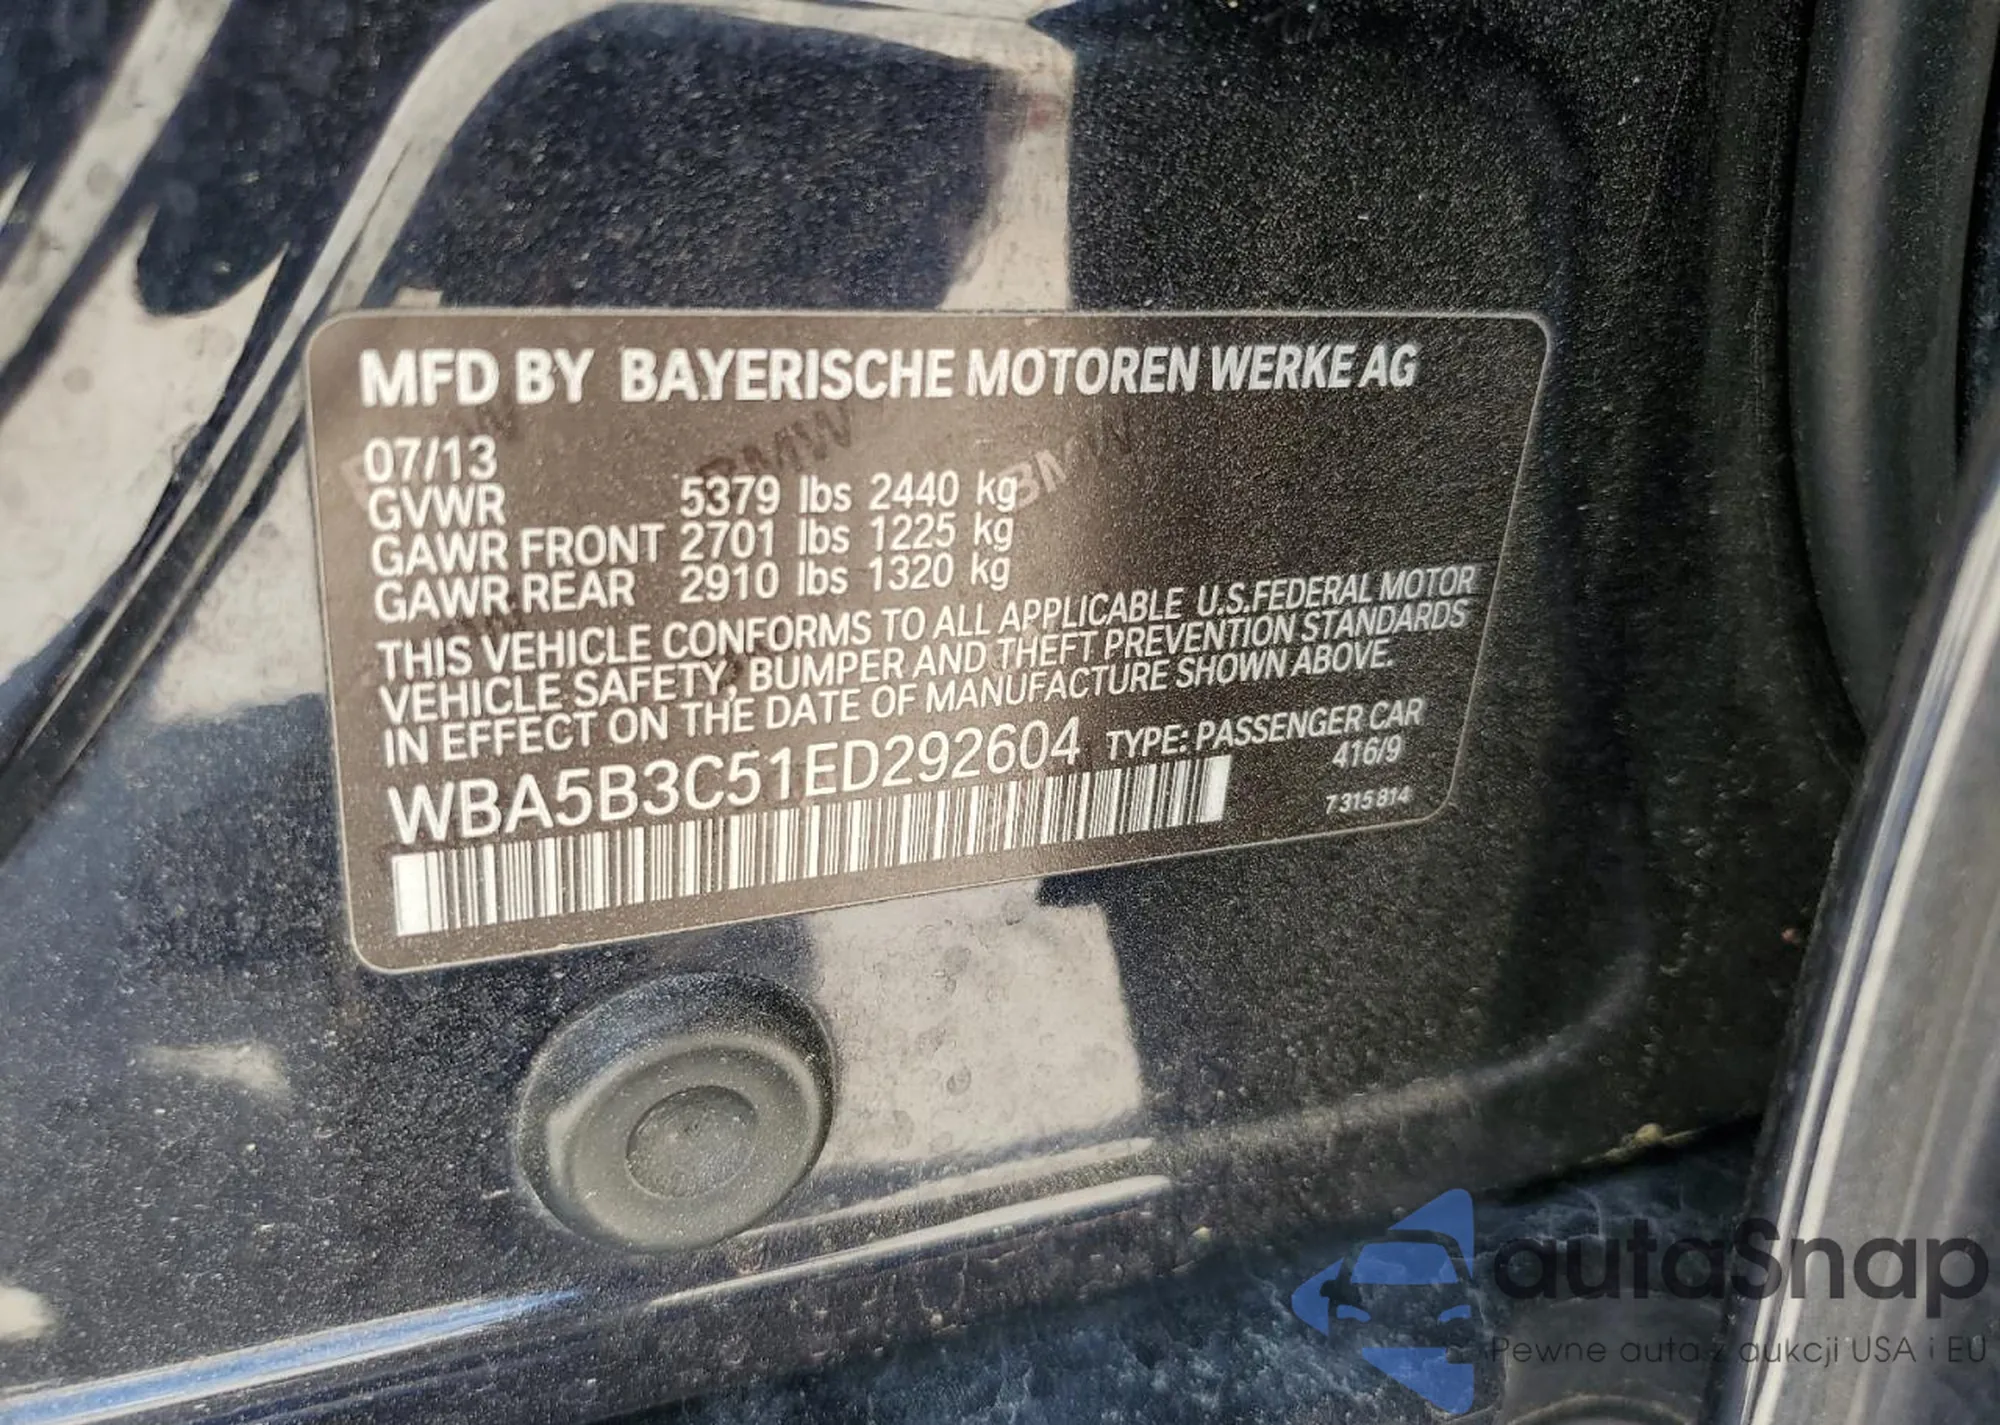 MFD BY BAYERISCHE MOTOREN WERKE AG
07/13
GVWR 5379 lbs 2440 kg
GAWR FRONT 2701 lbs 1225 kg
GAWR REAR 2910 lbs 1320 kg
THIS VEHICLE CONFORMS TO ALL APPLICABLE U.S.FEDERAL MOTOR
VEHICLE SAFETY, BUMPER AND THEFT PREVENTION STANDARDS
IN EFFECT ON THE DATE OF MANUFACTURE SHOWN ABOVE.
WBA5B3C51ED292604 TYPE: PASSENGER CAR
416/9
7 315 814
BMW BMW
autaSnap
Pewne auta z aukcji USA i EU